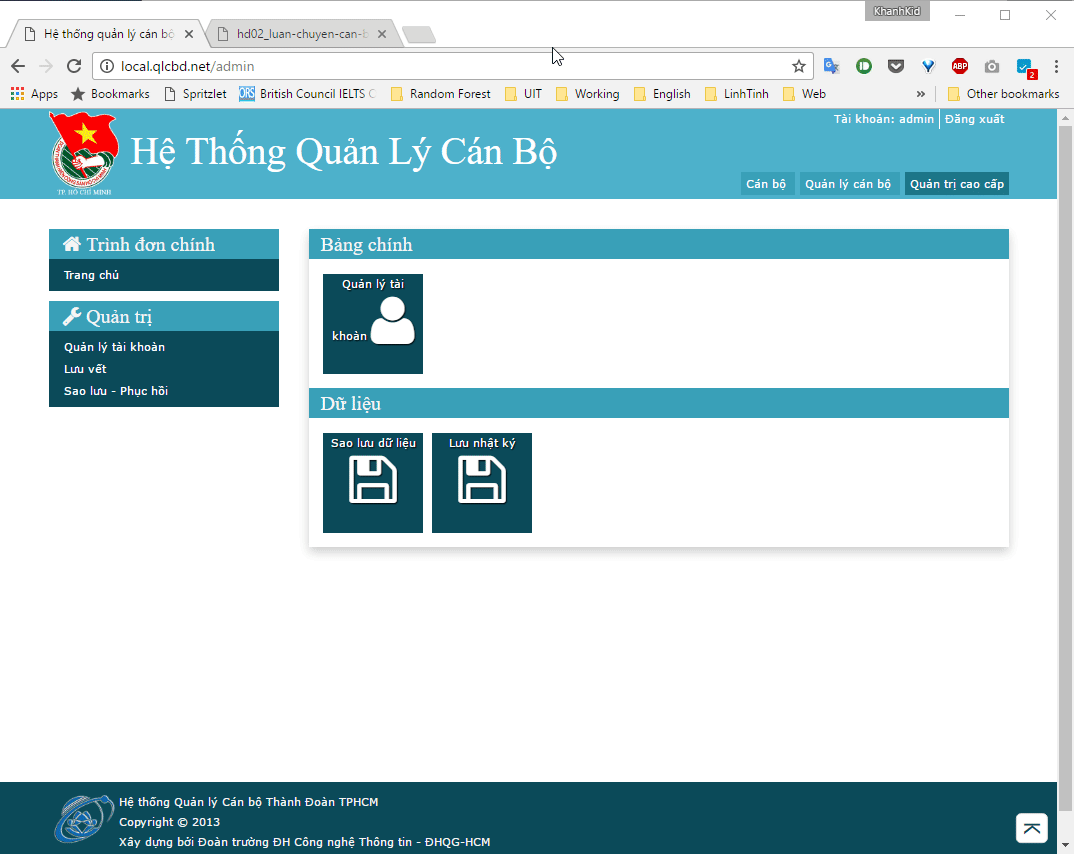 KhanhKid
Hệ thống quản lý cán bộ
hd02_luan-chuyen-can-b
local.qlcbd.net/admin
ABP
2
Apps
Bookmarks
Spritzlet
ORS British Council IELTS
Random Forest
UIT
Working
English
LinhTinh
Web
»
Other bookmarks
Tài khoản: admin
Đăng xuất
TP. HỒ CHÍ MINH
Hệ Thống Quản Lý Cán Bộ
Cán bộ
Quản lý cán bộ
Quản trị cao cấp
Trình đơn chính
Trang chủ
Quản trị
Quản lý tài khoản
Lưu vết
Sao lưu - Phục hồi
Bảng chính
Quản lý tài
khoản
Dữ liệu
Sao lưu dữ liệu
Lưu nhật ký
Hệ thống Quản lý Cán bộ Thành Đoàn TPHCM
Copyright © 2013
Xây dựng bởi Đoàn trường ĐH Công nghệ Thông tin - ĐHQG-HCM